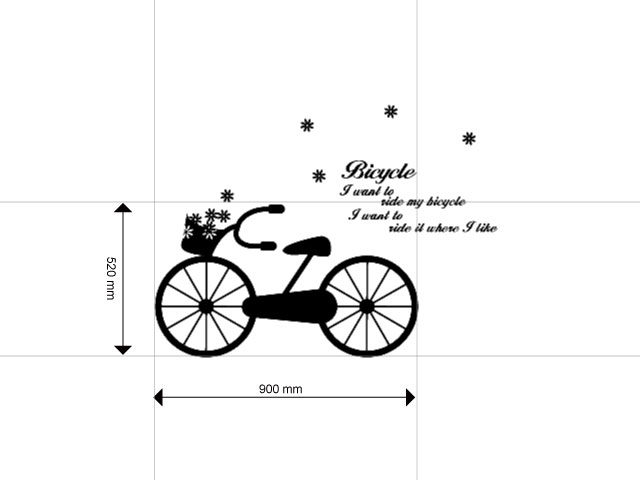 Bicycle
I want to
ride my bicycle
I want to
ride it where I like
520 mm
900 mm